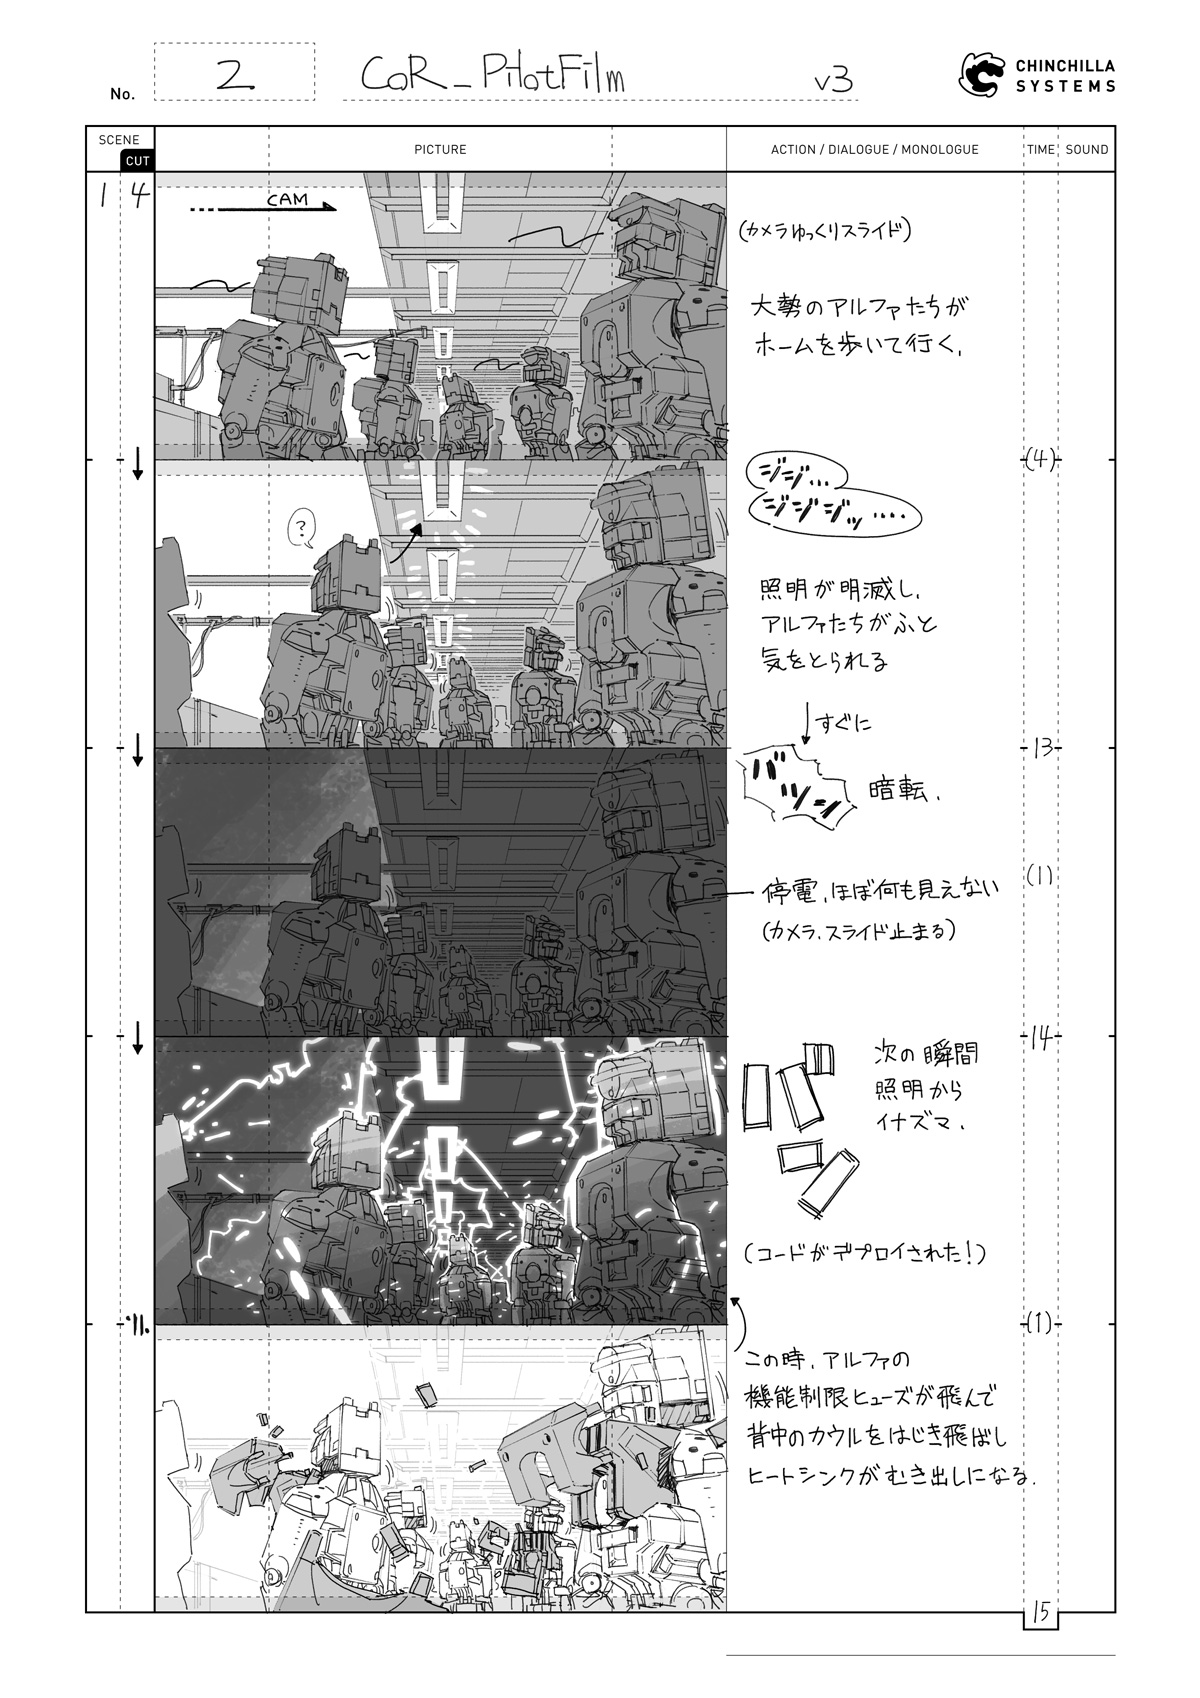 No. 2 CoR_PilotFilm v3
CHINCHILLA
SYSTEMS
SCENE
CUT
PICTURE
ACTION / DIALOGUE / MONOLOGUE
TIME
SOUND
1 4
CAM
(カメラゆっくりスライド)
大勢のアルファたちが
ホームを歩いて行く.
(4)
?
ジジ...
ジジジッ....
照明が明滅し、
アルファたちがふと
気をとられる
すぐに
13
バツン
暗転.
(1)
停電、ほぼ何も見えない
(カメラ、スライド止まる)
14
次の瞬間
照明から
イナズマ.
(コードがデプロイされた!)
(1)
この時、アルファの
機能制限ヒューズが飛んで
背中のカウルをはじき飛ばし
ヒートシンクがむき出しになる.
15